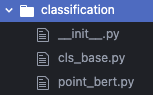 classification
__init__.py
cls_base.py
point_bert.py